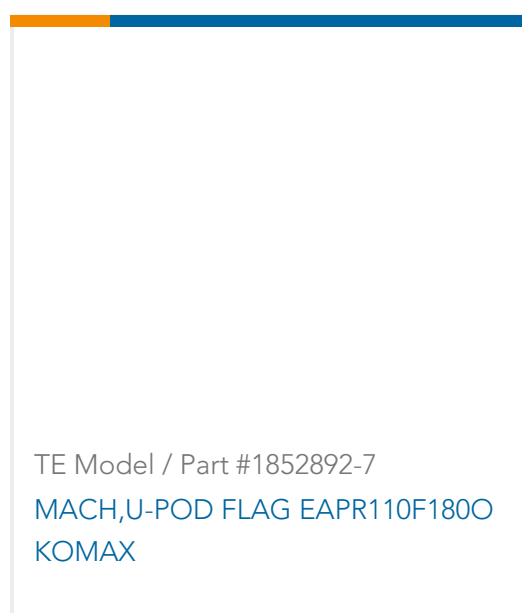 TE Model / Part #1852892-7
MACH,U-POD FLAG EAPR110F180O
KOMAX